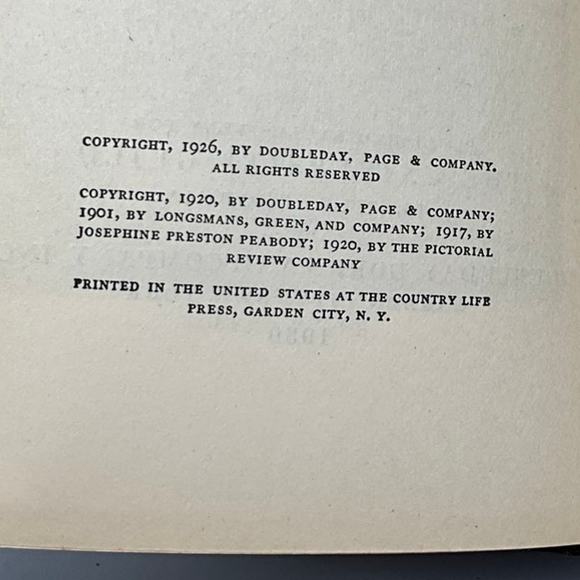 COPYRIGHT, 1926, BY DOUBLEDAY, PAGE & COMPANY.
ALL RIGHTS RESERVED
COPYRIGHT, 1920, BY DOUBLEDAY, PAGE & COMPANY;
1901, BY LONGSMANS, GREEN, AND COMPANY; 1917, BY
JOSEPHINE PRESTON PEABODY; 1920, BY THE PICTORIAL
REVIEW COMPANY
PRINTED IN THE UNITED STATES AT THE COUNTRY LIFE
PRESS, GARDEN CITY, N. Y.